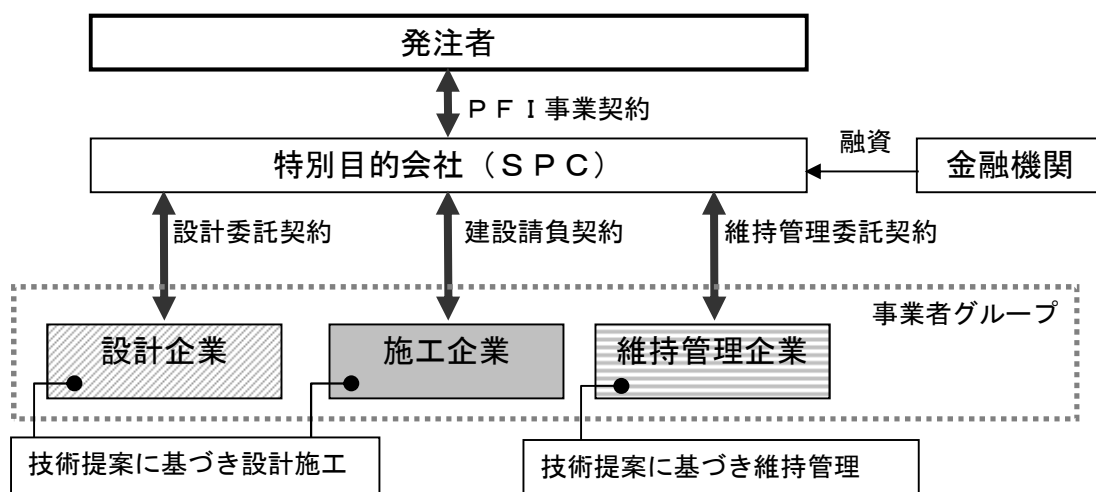 発注者
ＰＦＩ事業契約
特別目的会社（ＳＰＣ）
融資
金融機関
設計委託契約
建設請負契約
維持管理委託契約
事業者グループ
設計企業
施工企業
維持管理企業
技術提案に基づき設計施工
技術提案に基づき維持管理